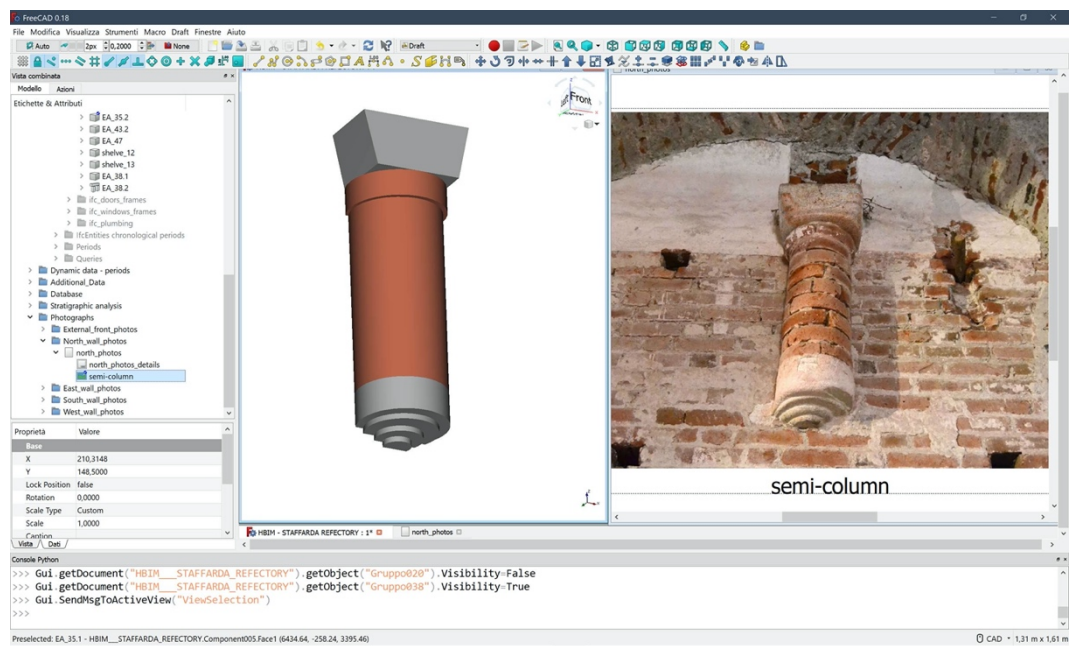 FreeCAD 0.18
File Modifica Visualizza Strumenti Macro Draft Finestre Aiuto
Auto 2px 0,2000 None Draft
Vista combinata
north_photos
Modello Azioni
Front
Etichette & Attributi
EA_35.2
EA_43.2
EA_47
shelve_12
shelve_13
EA_38.1
EA_38.2
ifc_doors_frames
ifc_windows_frames
ifc_plumbing
IfcEntities chronological periods
Periods
Queries
Dynamic data - periods
Additional_Data
Database
Stratigraphic analysis
Photographs
External_front_photos
North_wall_photos
north_photos
north_photos_details
semi-column
East_wall_photos
South_wall_photos
West_wall_photos
Proprietà Valore
Base
X 210,3148
Y 148,5000
Lock Position false
Rotation 0,0000
Scale Type Custom
Scale 1,0000
Caption
semi-column
Vista Dati
HBIM - STAFFARDA REFECTORY : 1* north_photos
Console Python
>>> Gui.getDocument("HBIM___STAFFARDA_REFECTORY").getObject("Gruppo020").Visibility=False
>>> Gui.getDocument("HBIM___STAFFARDA_REFECTORY").getObject("Gruppo038").Visibility=True
>>> Gui.SendMsgToActiveView("ViewSelection")
>>>
Preselected: EA_35.1 - HBIM___STAFFARDA_REFECTORY.Component005.Face1 (6434.64, -258.24, 3395.46) CAD 1,31 m x 1,61 m